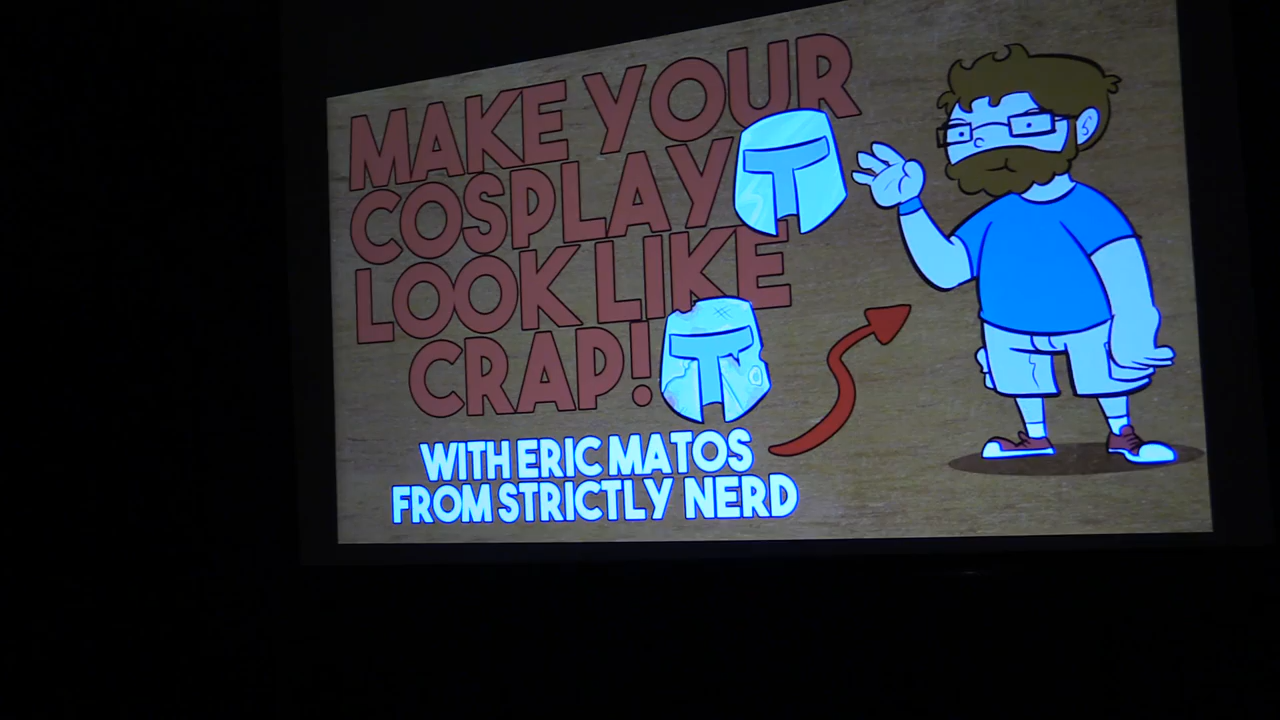 MAKE YOUR
COSPLAY
LOOK LIKE
CRAP!
WITH ERIC MATOS
FROM STRICTLY NERD